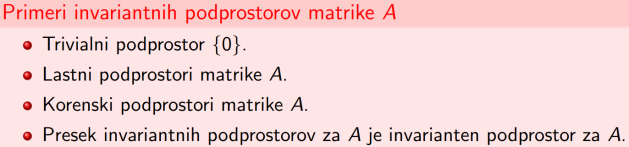 Primeri invariantnih podprostorov matrike A
Trivialni podprostor {0}.
Lastni podprostori matrike A.
Korenski podprostori matrike A.
Presek invariantnih podprostorov za A je invarianten podprostor za A.